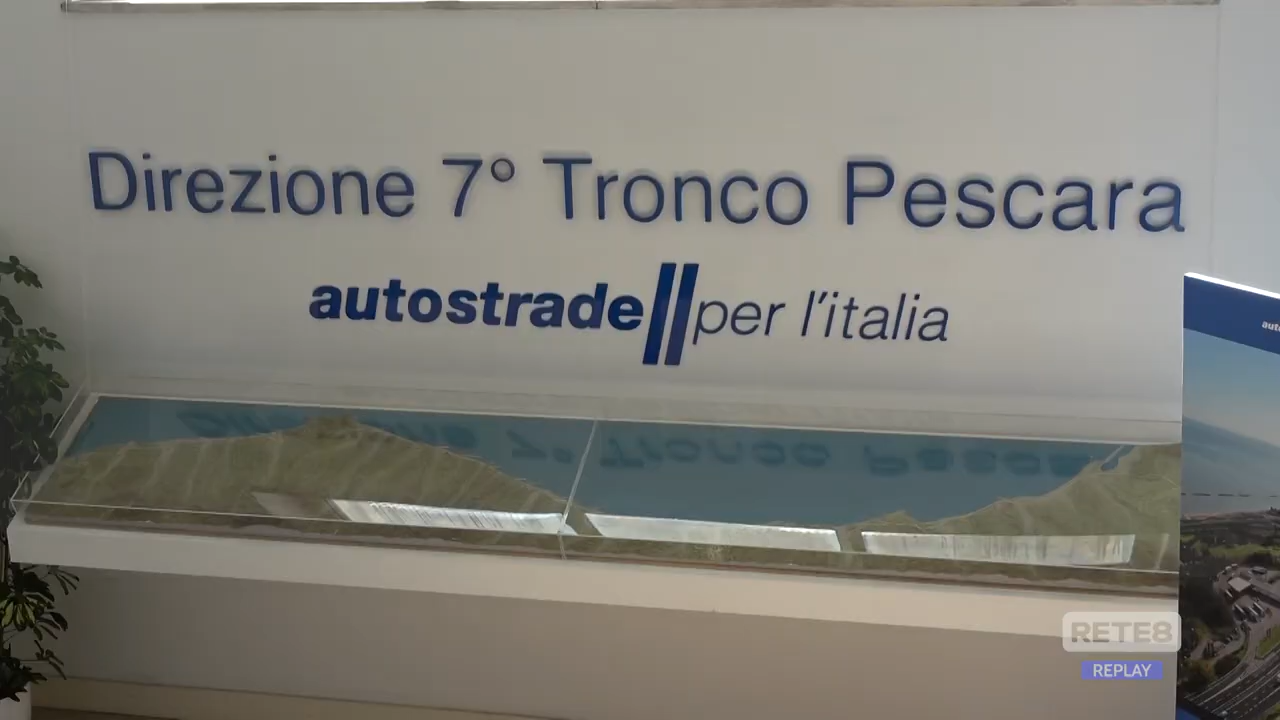 Direzione 7° Tronco Pescara
autostrade//per l'italia
RETE8
REPLAY